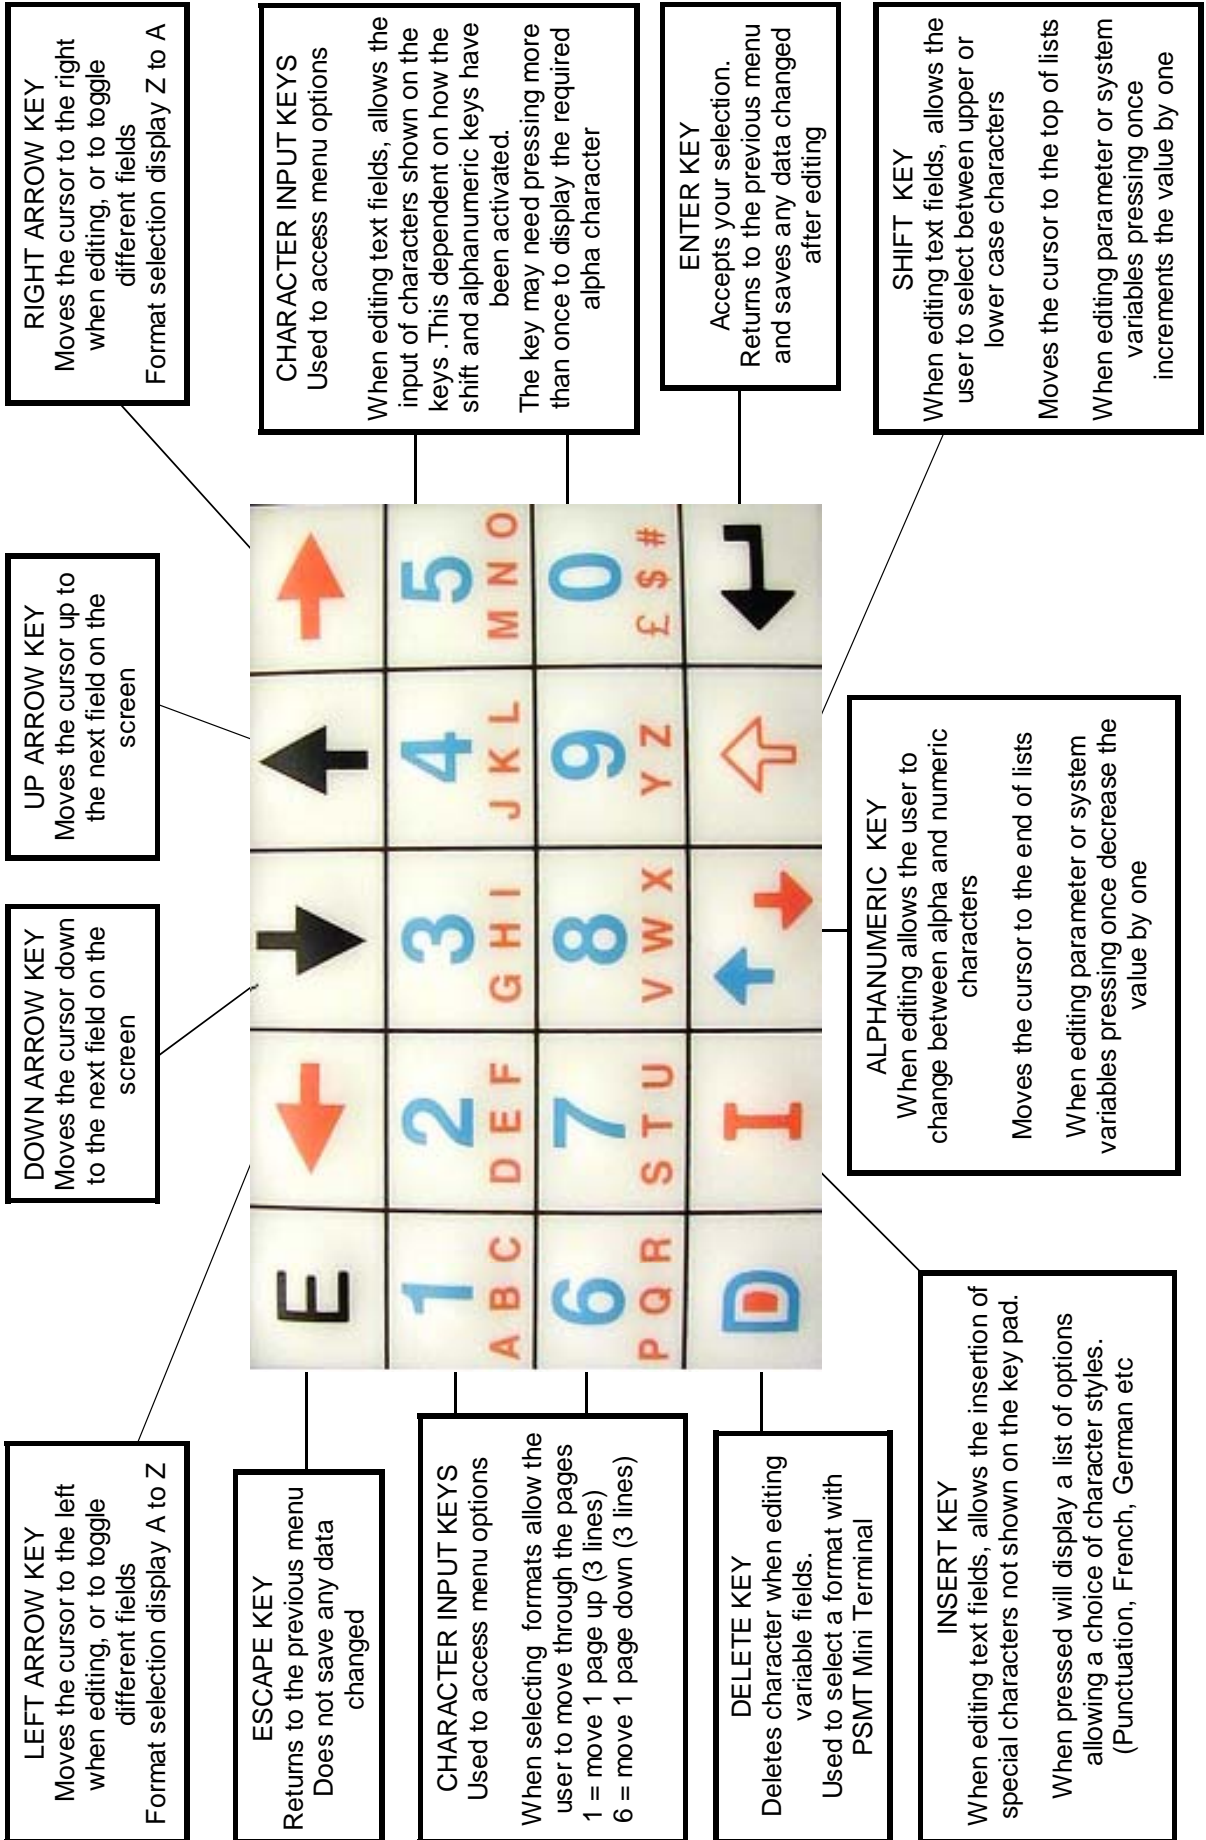 LEFT ARROW KEY
Moves the cursor to the left
when editing, or to toggle
different fields
Format selection display A to Z
DOWN ARROW KEY
Moves the cursor down
to the next field on the
screen
UP ARROW KEY
Moves the cursor up to
the next field on the
screen
RIGHT ARROW KEY
Moves the cursor to the right
when editing, or to toggle
different fields
Format selection display Z to A
ESCAPE KEY
Returns to the previous menu
Does not save any data
changed
CHARACTER INPUT KEYS
Used to access menu options
When selecting formats allow the
user to move through the pages
1 = move 1 page up (3 lines)
6 = move 1 page down (3 lines)
DELETE KEY
Deletes character when editing
variable fields.
Used to select a format with
PSMT Mini Terminal
E
1 2 3 4 5
A B C D E F G H I J K L M N O
6 7 8 9 0
P Q R S T U V W X Y Z £ $ #
D I
CHARACTER INPUT KEYS
Used to access menu options
When editing text fields, allows the
input of characters shown on the
keys .This dependent on how the
shift and alphanumeric keys have
been activated.
The key may need pressing more
than once to display the required
alpha character
ENTER KEY
Accepts your selection.
Returns to the previous menu
and saves any data changed
after editing
INSERT KEY
When editing text fields, allows the insertion of
special characters not shown on the key pad.
When pressed will display a list of options
allowing a choice of character styles.
(Punctuation, French, German etc
ALPHANUMERIC KEY
When editing allows the user to
change between alpha and numeric
characters
Moves the cursor to the end of lists
When editing parameter or system
variables pressing once decrease the
value by one
SHIFT KEY
When editing text fields, allows the
user to select between upper or
lower case characters
Moves the cursor to the top of lists
When editing parameter or system
variables pressing once
increments the value by one